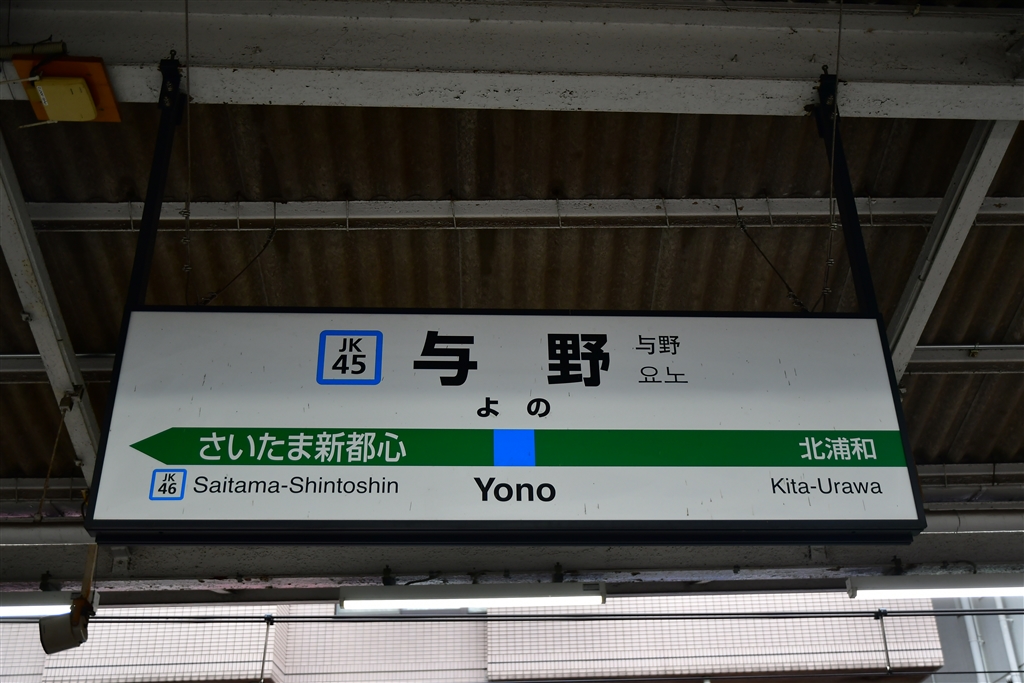 JK
45
与野
与野
요노
よの
さいたま新都心
北浦和
JK
46
Saitama-Shintoshin
Yono
Kita-Urawa